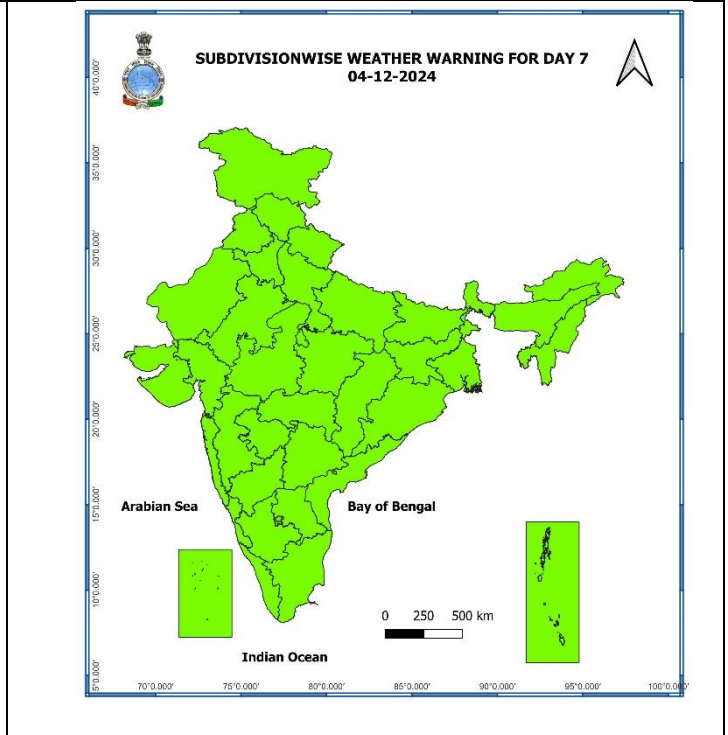 SUBDIVISIONWISE WEATHER WARNING FOR DAY 7
04-12-2024
40°0.000'
35°0.000'
30°0.000'
25°0.000'
20°0.000'
Arabian Sea
Bay of Bengal
15°0.000'
10°0.000'
0 250 500 km
Indian Ocean
5°0.000'
70°0.000' 75°0.000' 80°0.000' 85°0.000' 90°0.000' 95°0.000' 100°0.000'